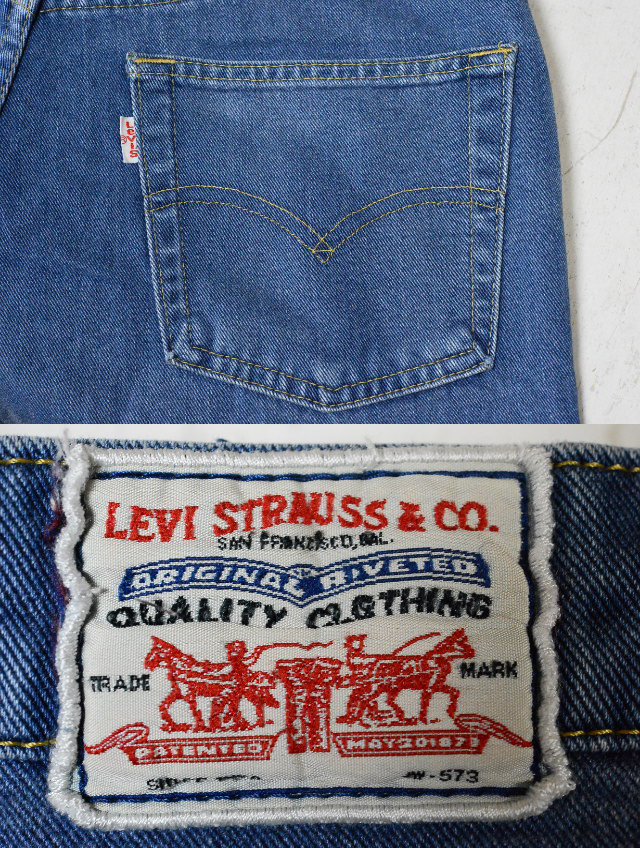 LEVI'S
LEVI STRAUSS & CO.
SAN FRANCISCO, CAL.
ORIGINAL RIVETED
QUALITY CLOTHING
TRADE MARK
PATENTED MAY 20 1873
-573